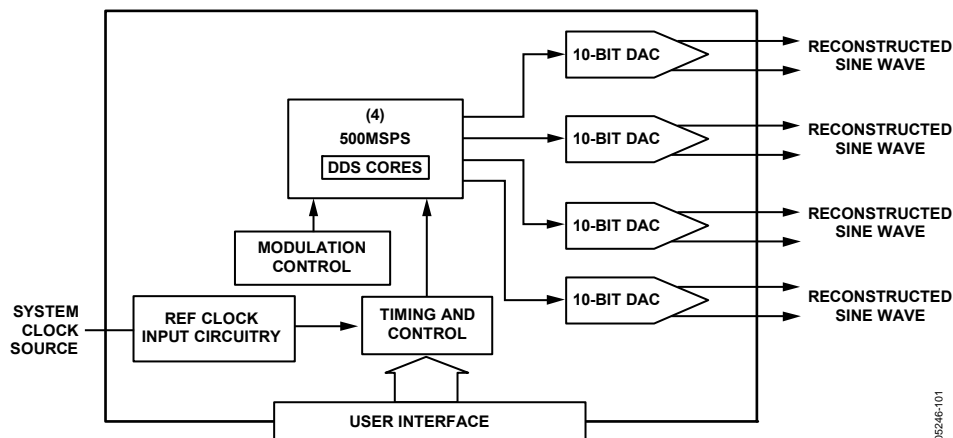 10-BIT DAC
RECONSTRUCTED
SINE WAVE
(4)
500MSPS
DDS CORES
10-BIT DAC
RECONSTRUCTED
SINE WAVE
10-BIT DAC
RECONSTRUCTED
SINE WAVE
MODULATION
CONTROL
10-BIT DAC
RECONSTRUCTED
SINE WAVE
SYSTEM
CLOCK
SOURCE
REF CLOCK
INPUT CIRCUITRY
TIMING AND
CONTROL
USER INTERFACE
05246-101